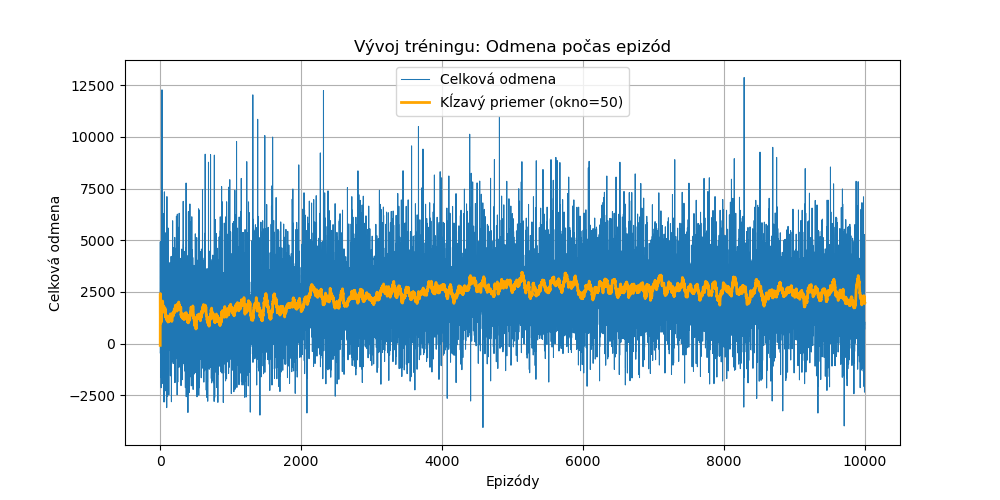 Vývoj tréningu: Odmena počas epizód
Celková odmena
Kĺzavý priemer (okno=50)
12500
10000
7500
5000
2500
0
−2500
Celková odmena
0 2000 4000 6000 8000 10000
Epizódy